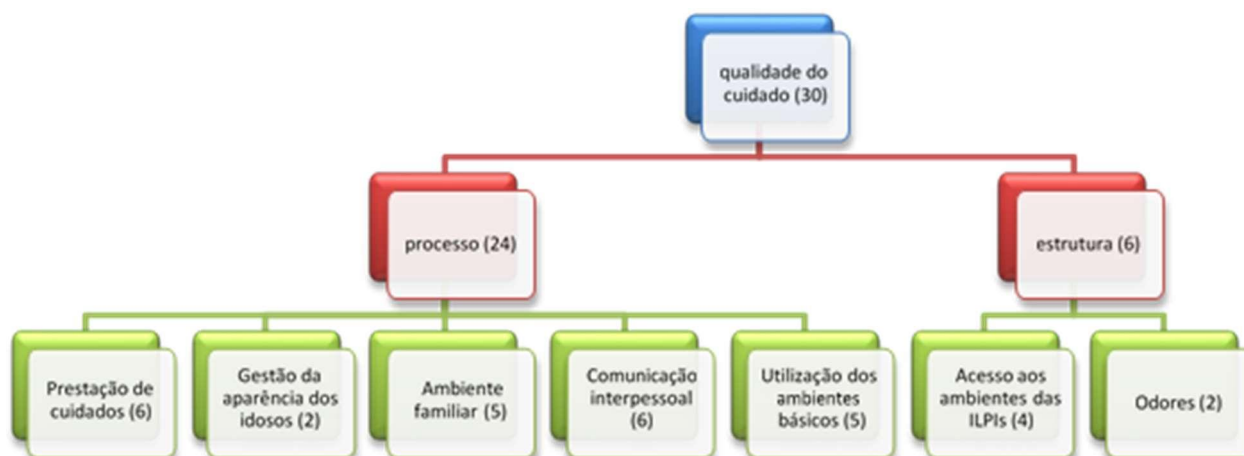 qualidade do
cuidado (30)
processo (24)
estrutura (6)
Prestação de
cuidados (6)
Gestão da
aparência dos
idosos (2)
Ambiente
familiar (5)
Comunicação
interpessoal
(6)
Utilização dos
ambientes
básicos (5)
Acesso aos
ambientes das
ILPIs (4)
Odores (2)